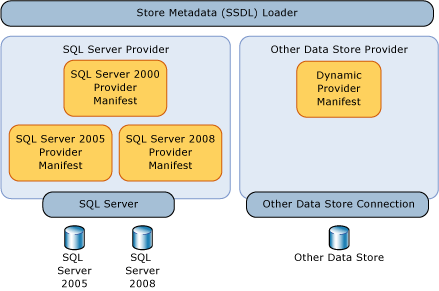 Store Metadata (SSDL) Loader
SQL Server Provider
SQL Server 2000
Provider
Manifest
SQL Server 2005
Provider
Manifest
SQL Server 2008
Provider
Manifest
SQL Server
SQL
Server
2005
SQL
Server
2008
Other Data Store Provider
Dynamic
Provider
Manifest
Other Data Store Connection
Other Data Store